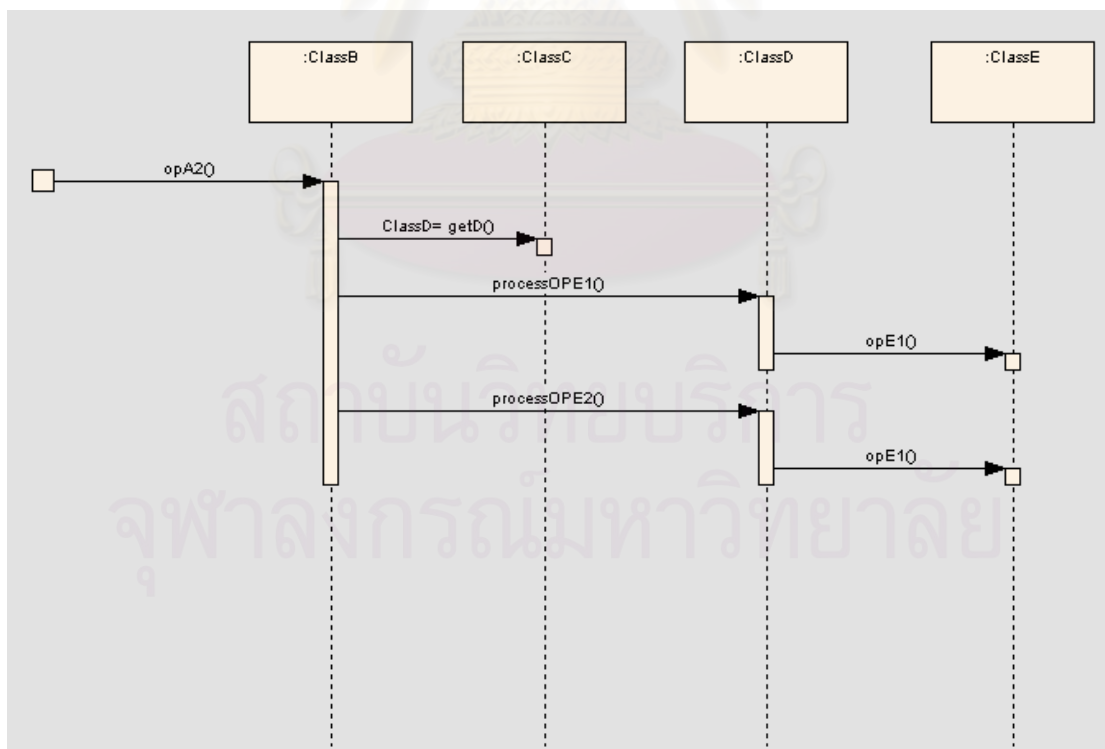 :ClassB
:ClassC
:ClassD
:ClassE
opA2()
ClassD= getD()
processOPE1()
opE1()
processOPE2()
opE1()
สถาบันวิทยบริการ
จุฬาลงกรณ์มหาวิทยาลัย